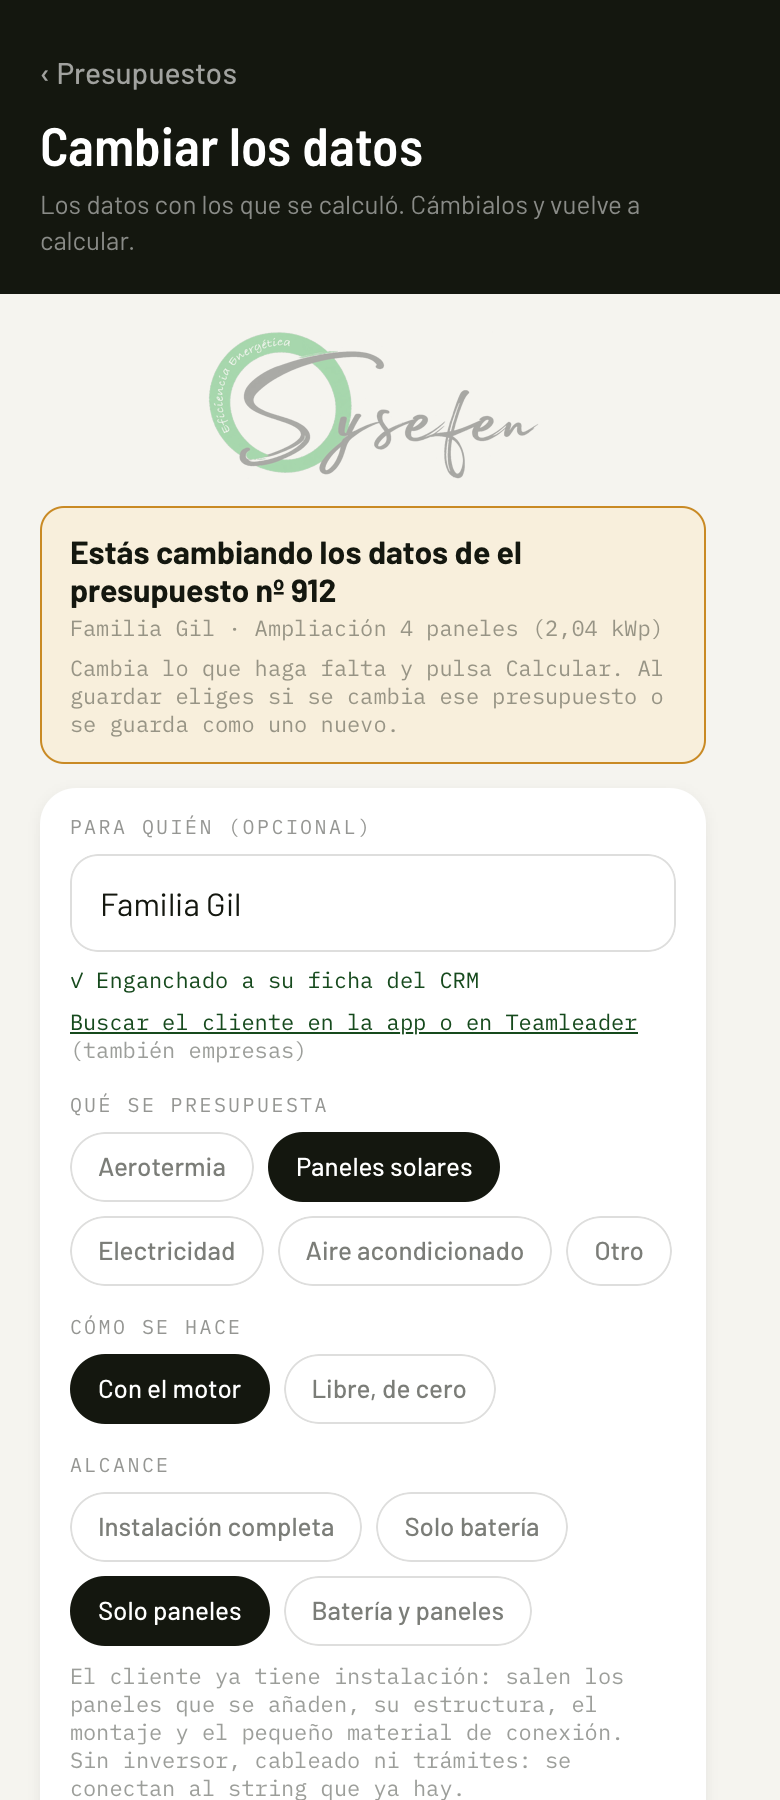 ‹ Presupuestos
Cambiar los datos
Los datos con los que se calculó. Cámbialos y vuelve a
calcular.
Eficiencia Energética
Sysefen
Estás cambiando los datos de el
presupuesto nº 912
Familia Gil · Ampliación 4 paneles (2,04 kWp)
Cambia lo que haga falta y pulsa Calcular. Al
guardar eliges si se cambia ese presupuesto o
se guarda como uno nuevo.
PARA QUIÉN (OPCIONAL)
Familia Gil
√ Enganchado a su ficha del CRM
Buscar el cliente en la app o en Teamleader
(también empresas)
QUÉ SE PRESUPUESTA
Aerotermia Paneles solares
Electricidad Aire acondicionado Otro
CÓMO SE HACE
Con el motor Libre, de cero
ALCANCE
Instalación completa Solo batería
Solo paneles Batería y paneles
El cliente ya tiene instalación: salen los
paneles que se añaden, su estructura, el
montaje y el pequeño material de conexión.
Sin inversor, cableado ni trámites: se
conectan al string que ya hay.